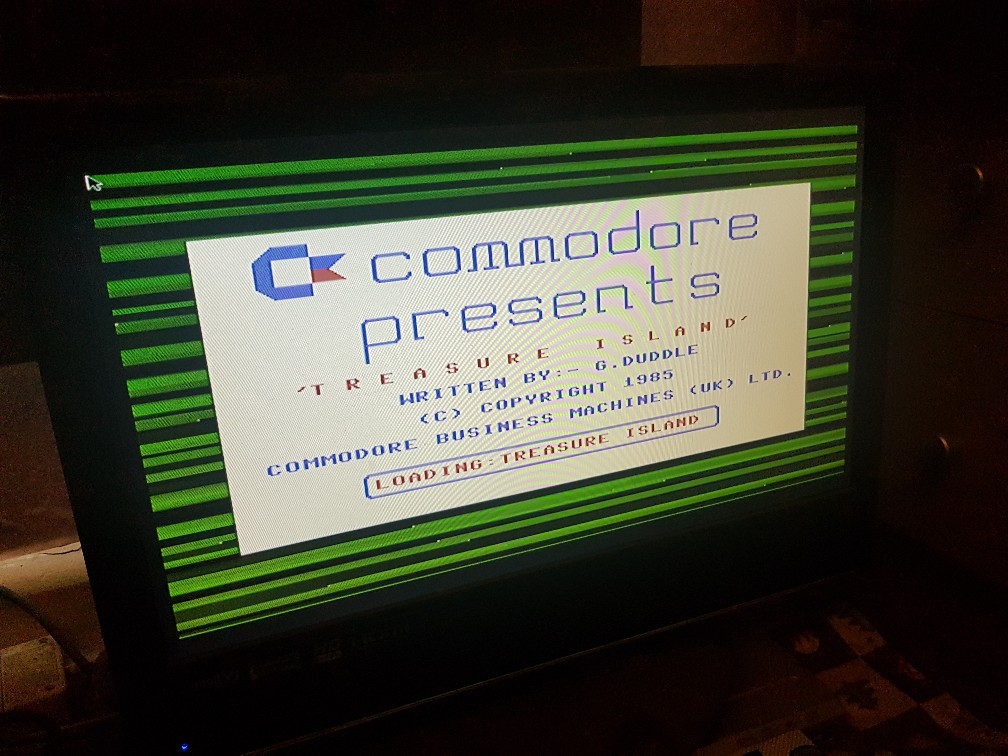 commodore
presents
'TREASURE ISLAND'
WRITTEN BY:- G.DUDDLE
(C) COPYRIGHT 1985
COMMODORE BUSINESS MACHINES (UK) LTD.
LOADING:TREASURE ISLAND